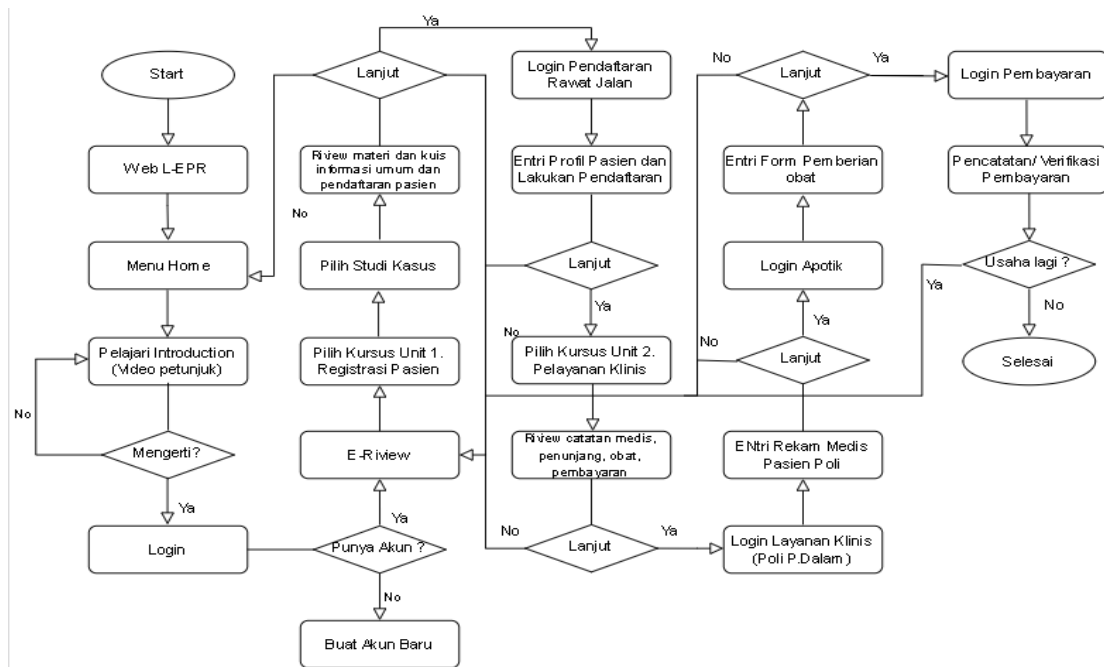 Start
Web L-EPR
Menu Home
Pelajari Introduction
(Video petunjuk)
No
Mengerti?
Ya
Login
Punya Akun ?
No
Buat Akun Baru
Ya
E-Riview
Pilih Kursus Unit 1.
Registrasi Pasien
Pilih Studi Kasus
No
Riview materi dan kuis
informasi umum dan
pendaftaran pasien
Lanjut
Ya
Login Pendaftaran
Rawat Jalan
Entri Profil Pasien dan
Lakukan Pendaftaran
Lanjut
Ya
No
Pilih Kursus Unit 2.
Pelayanan Klinis
Riview catatan medis,
penunjang, obat,
pembayaran
No
Lanjut
Ya
Login Layanan Klinis
(Poli P.Dalam)
ENtri Rekam Medis
Pasien Poli
No
Lanjut
Ya
Login Apotik
Entri Form Pemberian
obat
No
Lanjut
Ya
Login Pembayaran
Pencatatan/ Verifikasi
Pembayaran
Usaha lagi ?
Ya
No
Selesai